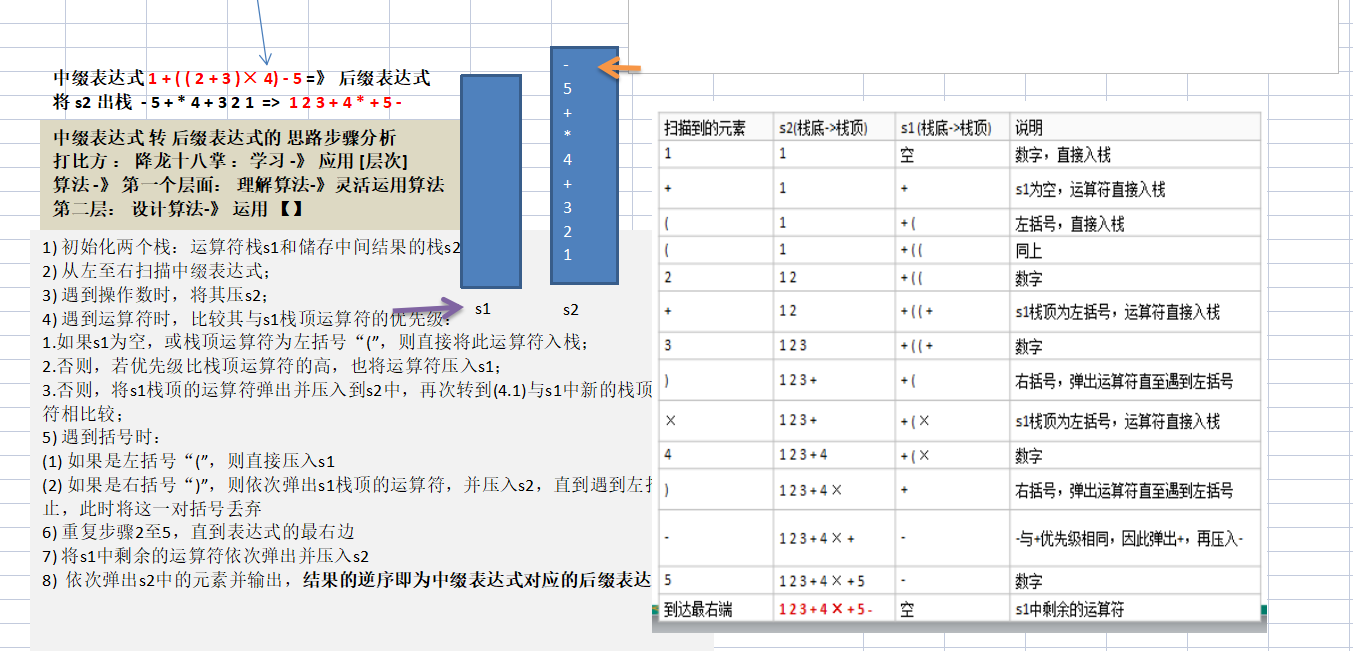 中缀表达式 1 + ( ( 2 + 3 ) × 4) - 5 =》 后缀表达式
将 s2 出栈 - 5 + * 4 + 3 2 1 => 1 2 3 + 4 * + 5 -
中缀表达式 转 后缀表达式的 思路步骤分析
打比方 : 降龙十八掌 : 学习 -》 应用 [层次]
算法 -》 第一个层面 : 理解算法-》灵活运用算法
第二层 : 设计算法-》 运用 【 】
1) 初始化两个栈：运算符栈s1和储存中间结果的栈s2
2) 从左至右扫描中缀表达式；
3) 遇到操作数时，将其压s2；
4) 遇到运算符时，比较其与s1栈顶运算符的优先级：
1.如果s1为空，或栈顶运算符为左括号“(”，则直接将此运算符入栈；
2.否则，若优先级比栈顶运算符的高，也将运算符压入s1；
3.否则，将s1栈顶的运算符弹出并压入到s2中，再次转到(4.1)与s1中新的栈顶
符相比较；
5) 遇到括号时：
(1) 如果是左括号“(”，则直接压入s1
(2) 如果是右括号“)”，则依次弹出s1栈顶的运算符，并压入s2，直到遇到左
止，此时将这一对括号丢弃
6) 重复步骤2至5，直到表达式的最右边
7) 将s1中剩余的运算符依次弹出并压入s2
8) 依次弹出s2中的元素并输出，结果的逆序即为中缀表达式对应的后缀表达
s1
-
5
+
*
4
+
3
2
1
s2
扫描到的元素 s2(栈底->栈顶) s1 (栈底->栈顶) 说明
1 1 空 数字，直接入栈
+ 1 + s1为空，运算符直接入栈
( 1 + ( 左括号，直接入栈
( 1 + ( ( 同上
2 1 2 + ( ( 数字
+ 1 2 + ( ( + s1栈顶为左括号，运算符直接入栈
3 1 2 3 + ( ( + 数字
) 1 2 3 + + ( 右括号，弹出运算符直至遇到左括号
× 1 2 3 + + ( × s1栈顶为左括号，运算符直接入栈
4 1 2 3 + 4 + ( × 数字
) 1 2 3 + 4 × + 右括号，弹出运算符直至遇到左括号
- 1 2 3 + 4 × + - -与+优先级相同，因此弹出+，再压入-
5 1 2 3 + 4 × + 5 - 数字
到达最右端 1 2 3 + 4 × + 5 - 空 s1中剩余的运算符